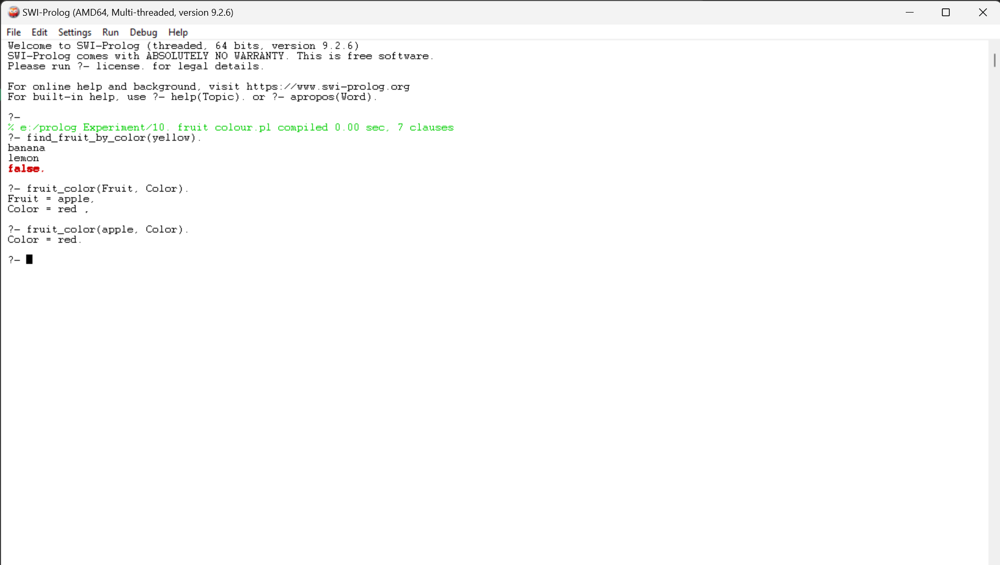 SWI-Prolog (AMD64, Multi-threaded, version 9.2.6)
File Edit Settings Run Debug Help
Welcome to SWI-Prolog (threaded, 64 bits, version 9.2.6)
SWI-Prolog comes with ABSOLUTELY NO WARRANTY. This is free software.
Please run ?- license. for legal details.

For online help and background, visit https://www.swi-prolog.org
For built-in help, use ?- help(Topic). or ?- apropos(Word).

?-
% e:/prolog Experiment/10. fruit colour.pl compiled 0.00 sec, 7 clauses
?- find_fruit_by_color(yellow).
banana
lemon
false.

?- fruit_color(Fruit, Color).
Fruit = apple,
Color = red ,

?- fruit_color(apple, Color).
Color = red.

?-